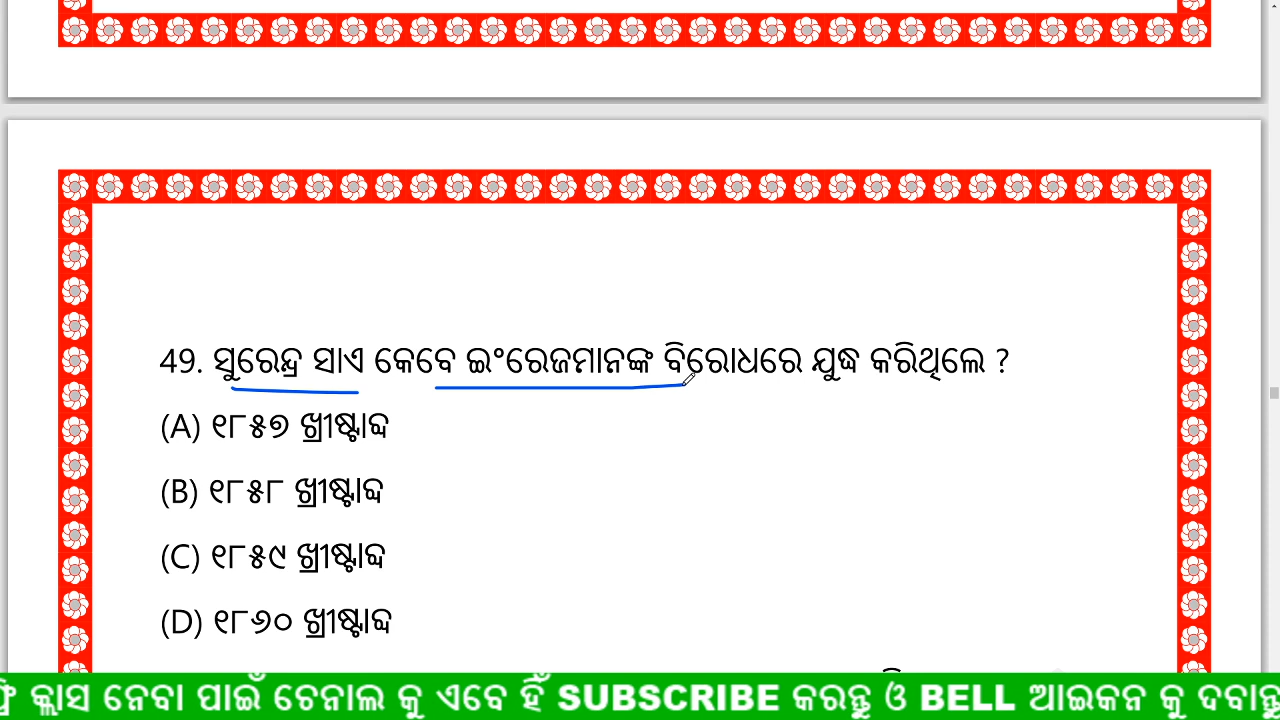 49. ସୁରେନ୍ଦ୍ର ସାଏ କେବେ ଇଂରେଜମାନଙ୍କ ବିରୋଧରେ ଯୁଦ୍ଧ କରିଥିଲେ ?
(A) ୧୮୫୭ ଖ୍ରୀଷ୍ଟାବ୍ଦ
(B) ୧୮୫୮ ଖ୍ରୀଷ୍ଟାବ୍ଦ
(C) ୧୮୫୯ ଖ୍ରୀଷ୍ଟାବ୍ଦ
(D) ୧୮୬୦ ଖ୍ରୀଷ୍ଟାବ୍ଦ
କ୍ଲାସ ନେବା ପାଇଁ ଚେନାଲ କୁ ଏବେ ହିଁ SUBSCRIBE କରନ୍ତୁ ଓ BELL ଆଇକନ କୁ ଦବାନ୍ତୁ